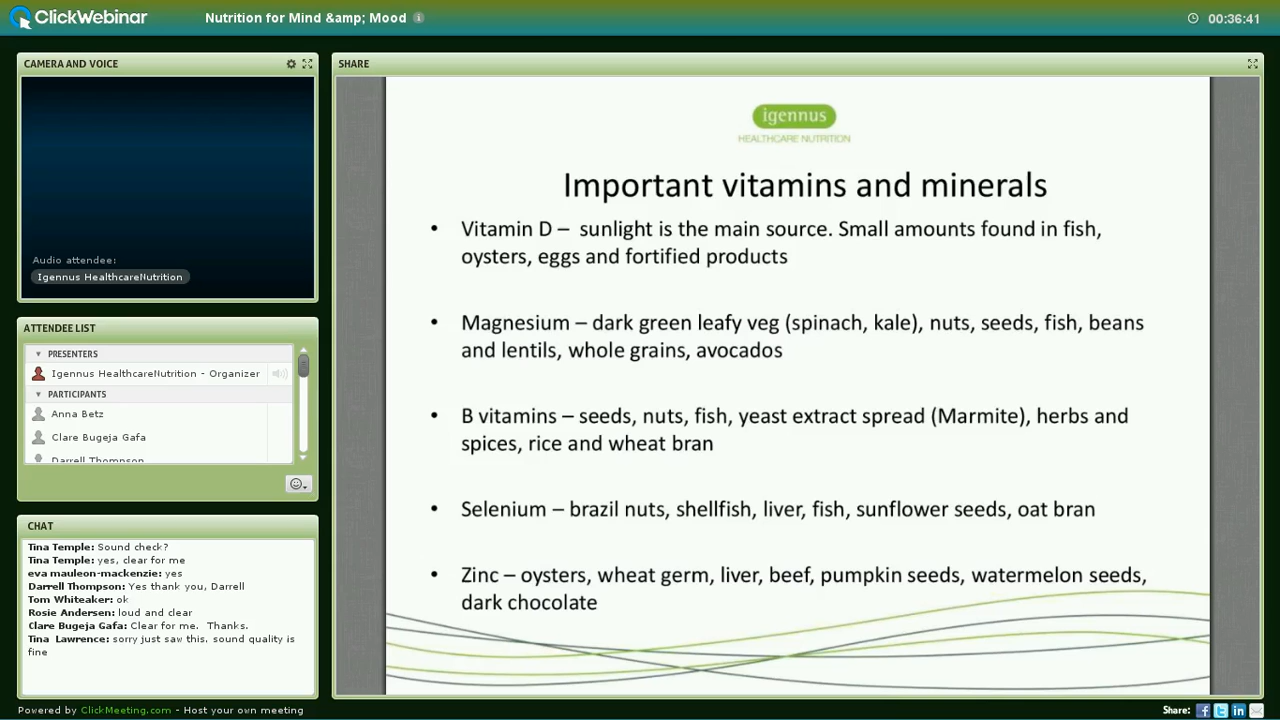 ClickWebinar
Nutrition for Mind &amp; Mood
00:36:41
CAMERA AND VOICE
Audio attendee:
Igennus HealthcareNutrition
ATTENDEE LIST
PRESENTERS
Igennus HealthcareNutrition - Organizer
PARTICIPANTS
Anna Betz
Clare Bugeja Gafa
Darrell Thompson
CHAT
Tina Temple: Sound check?
Tina Temple: yes, clear for me
eva mauleon-mackenzie: yes
Darrell Thompson: Yes thank you, Darrell
Tom Whiteaker: ok
Rosie Andersen: loud and clear
Clare Bugeja Gafa: Clear for me. Thanks.
Tina Lawrence: sorry just saw this, sound quality is
fine
SHARE
igennus
HEALTHCARE NUTRITION
Important vitamins and minerals
• Vitamin D – sunlight is the main source. Small amounts found in fish,
oysters, eggs and fortified products
• Magnesium – dark green leafy veg (spinach, kale), nuts, seeds, fish, beans
and lentils, whole grains, avocados
• B vitamins – seeds, nuts, fish, yeast extract spread (Marmite), herbs and
spices, rice and wheat bran
• Selenium – brazil nuts, shellfish, liver, fish, sunflower seeds, oat bran
• Zinc – oysters, wheat germ, liver, beef, pumpkin seeds, watermelon seeds,
dark chocolate
Powered by ClickMeeting.com - Host your own meeting
Share: